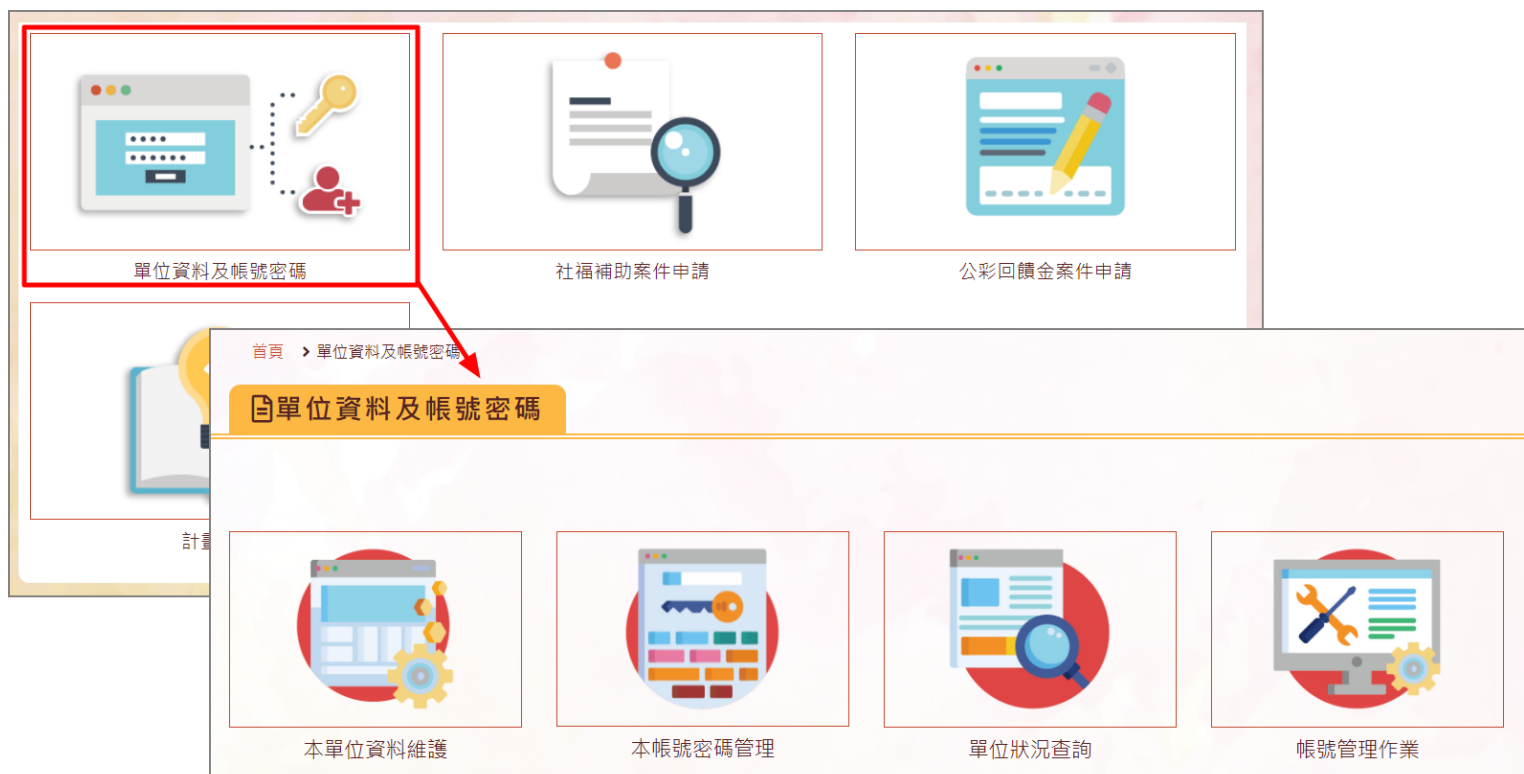 單位資料及帳號密碼
社福補助案件申請
公彩回饋金案件申請
計
首頁 > 單位資料及帳號密碼
單位資料及帳號密碼
本單位資料維護
本帳號密碼管理
單位狀況查詢
帳號管理作業